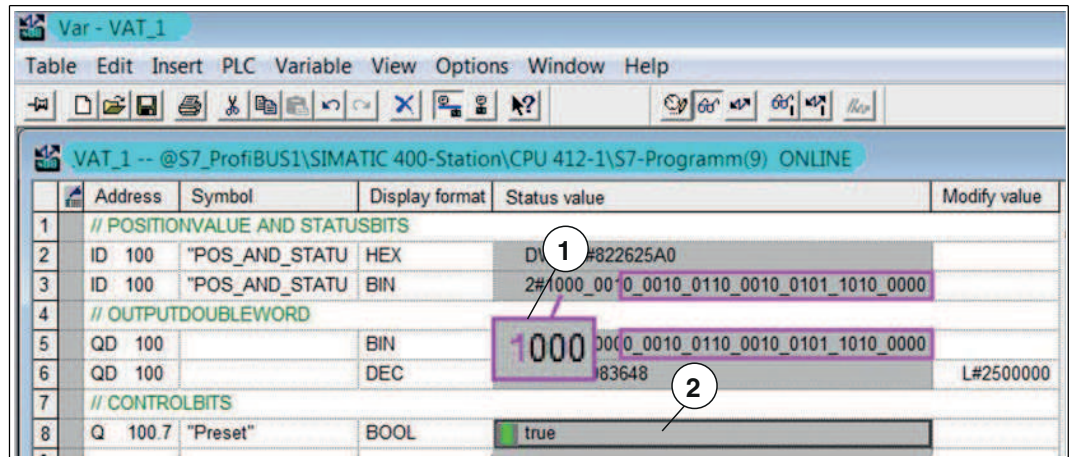 Var - VAT_1
Table Edit Insert PLC Variable View Options Window Help
VAT_1 -- @S7_ProfiBUS1\SIMATIC 400-Station\CPU 412-1\S7-Programm(9) ONLINE
Address Symbol Display format Status value Modify value
1 // POSITIONVALUE AND STATUSBITS
2 ID 100 "POS_AND_STATU HEX #822625A0
1
3 ID 100 "POS_AND_STATU BIN 2#1000_0010_0010_0110_0010_0101_1010_0000
4 // OUTPUTDOUBLEWORD
5 QD 100 BIN 1000 0_0010_0110_0010_0101_1010_0000
6 QD 100 DEC 83648 L#2500000
2
7 // CONTROLBITS
8 Q 100.7 "Preset" BOOL true